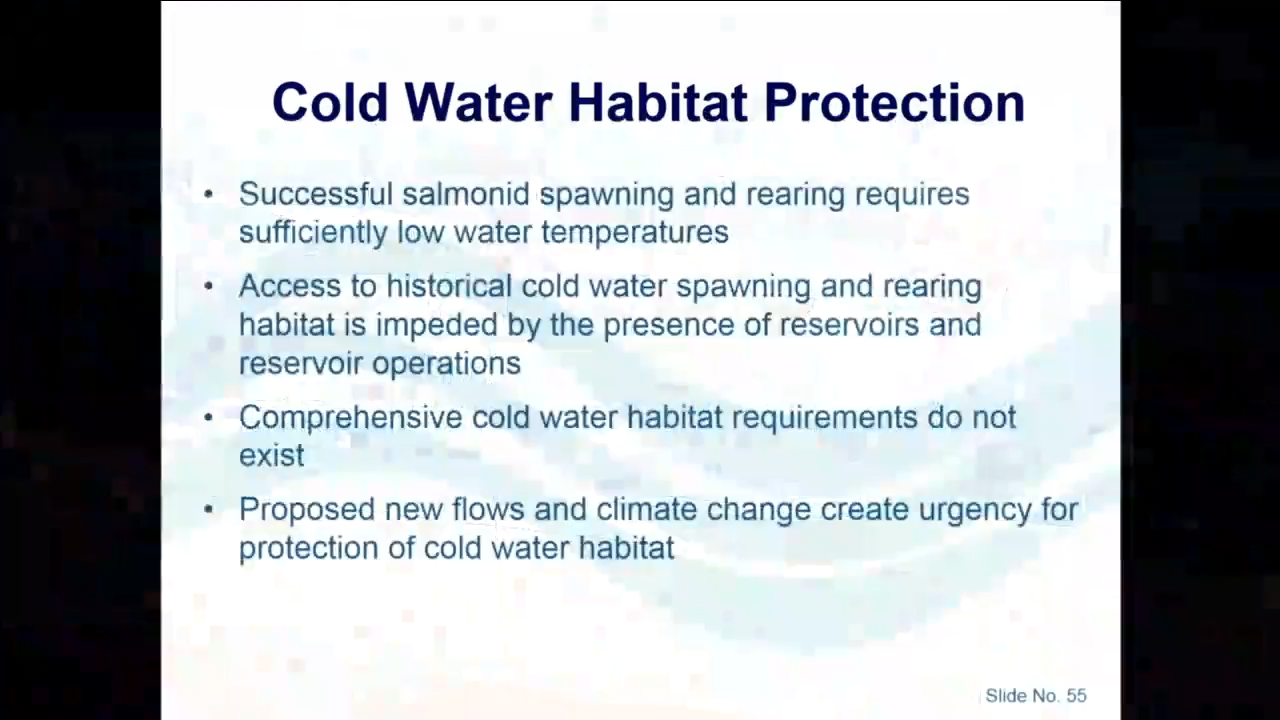 Cold Water Habitat Protection
• Successful salmonid spawning and rearing requires
sufficiently low water temperatures
• Access to historical cold water spawning and rearing
habitat is impeded by the presence of reservoirs and
reservoir operations
• Comprehensive cold water habitat requirements do not
exist
• Proposed new flows and climate change create urgency for
protection of cold water habitat
Slide No. 55